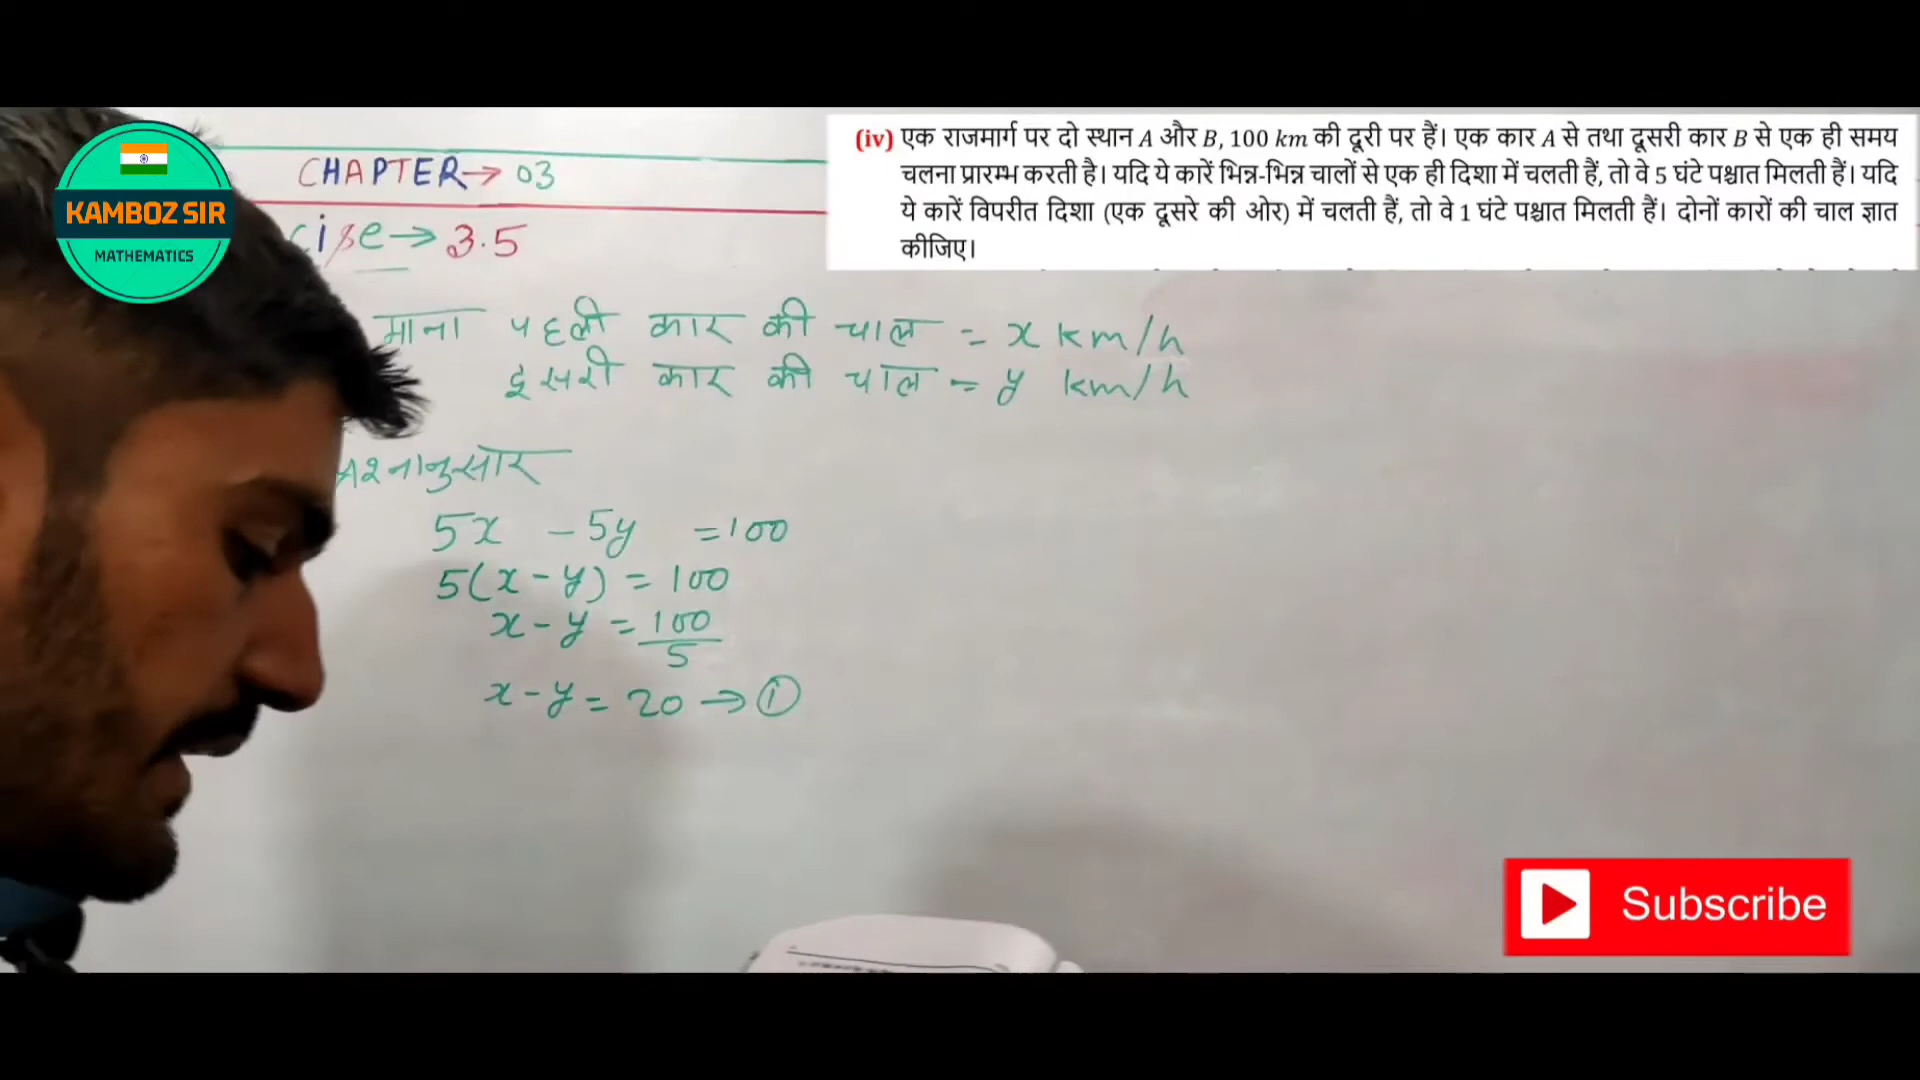 KAMBOZ SIR
MATHEMATICS
CHAPTER→ 03
cise→ 3.5
(iv) एक राजमार्ग पर दो स्थान A और B, 100 km की दूरी पर हैं। एक कार A से तथा दूसरी कार B से एक ही समय
चलना प्रारम्भ करती है। यदि ये कारें भिन्न-भिन्न चालों से एक ही दिशा में चलती हैं, तो वे 5 घंटे पश्चात मिलती हैं। यदि
ये कारें विपरीत दिशा (एक दूसरे की ओर) में चलती हैं, तो वे 1 घंटे पश्चात मिलती हैं। दोनों कारों की चाल ज्ञात
कीजिए।
माना पहली कार की चाल = x km/h
दुसरी कार की चाल = y km/h
प्रश्नानुसार
5x - 5y = 100
5(x - y) = 100
x - y = 100/5
x - y = 20 → ①
Subscribe